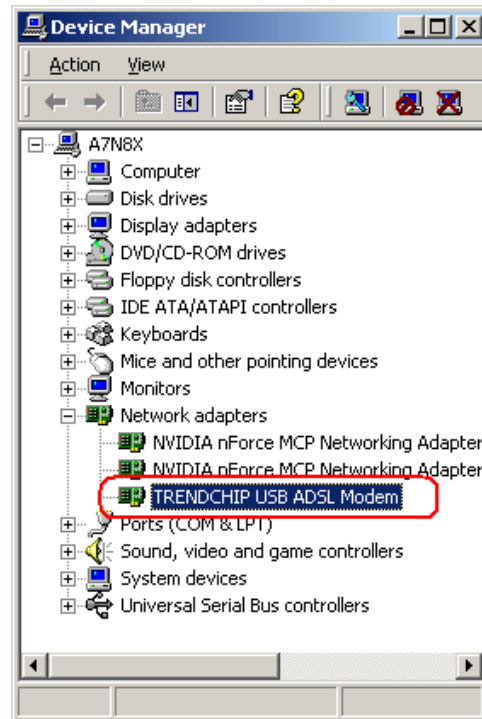 Device Manager
Action View
A7N8X
Computer
Disk drives
Display adapters
DVD/CD-ROM drives
Floppy disk controllers
IDE ATA/ATAPI controllers
Keyboards
Mice and other pointing devices
Monitors
Network adapters
NVIDIA nForce MCP Networking Adapter
NVIDIA nForce MCP Networking Adapter
TRENDCHIP USB ADSL Modem
Ports (COM & LPT)
Sound, video and game controllers
System devices
Universal Serial Bus controllers